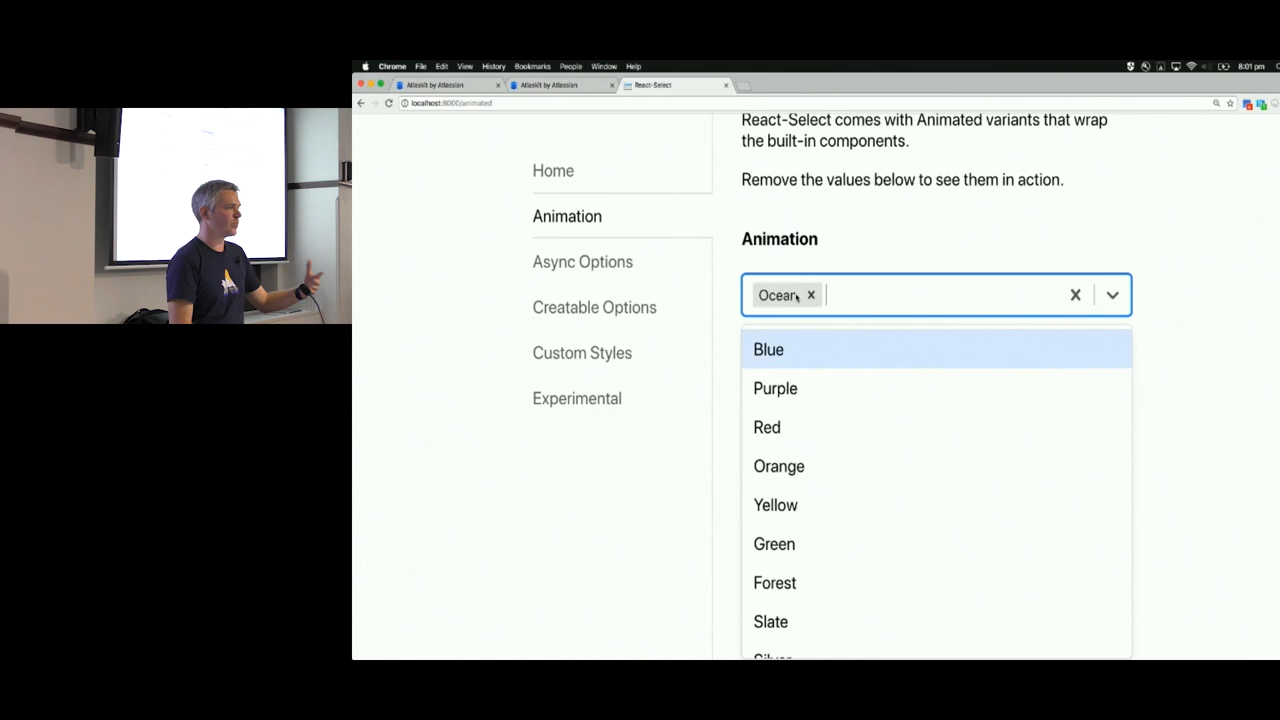 Chrome File Edit View History Bookmarks People Window Help
8:01 pm
Atlaskit by Atlassian
Atlaskit by Atlassian
React-Select
localhost:8000/animated
React-Select comes with Animated variants that wrap
the built-in components.
Remove the values below to see them in action.
Home
Animation
Async Options
Creatable Options
Custom Styles
Experimental
Animation
Ocean
Blue
Purple
Red
Orange
Yellow
Green
Forest
Slate
Silver